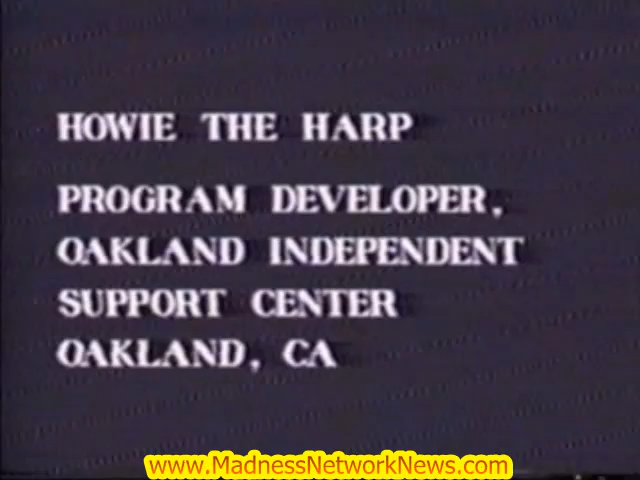 HOWIE THE HARP
PROGRAM DEVELOPER,
OAKLAND INDEPENDENT
SUPPORT CENTER
OAKLAND, CA
www.MadnessNetworkNews.com